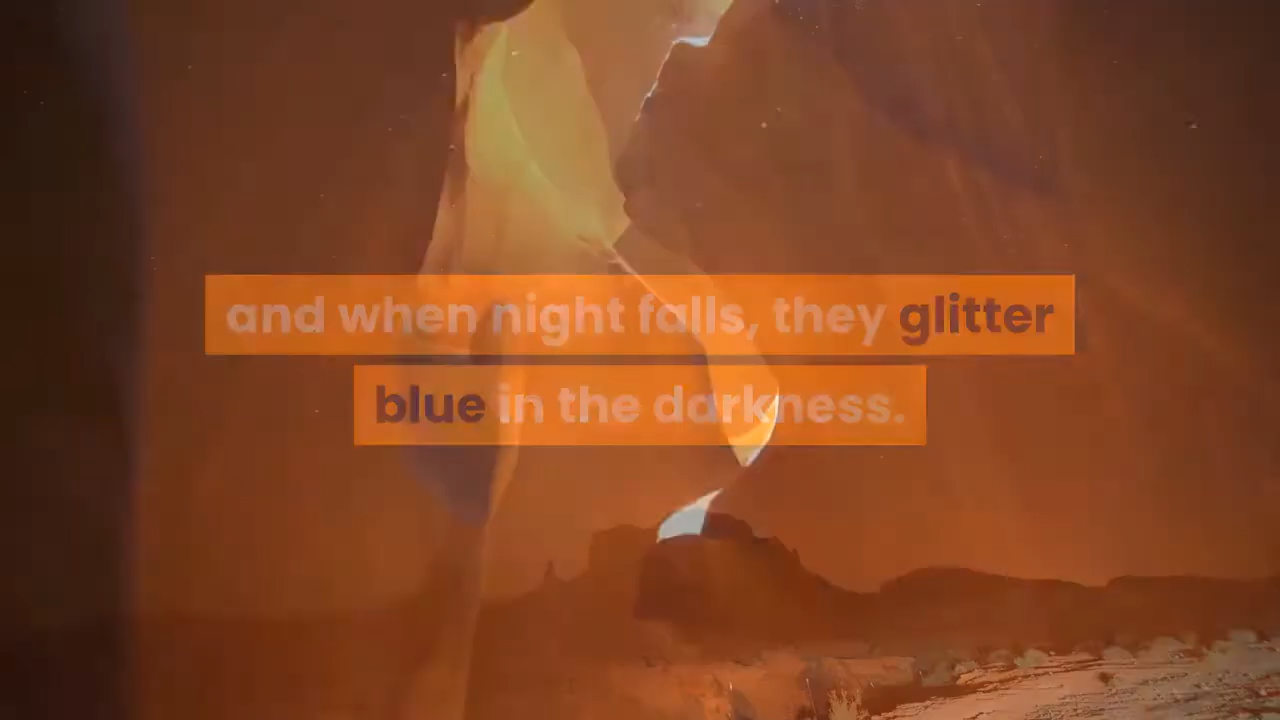 and when night falls, they glitter
blue in the darkness.